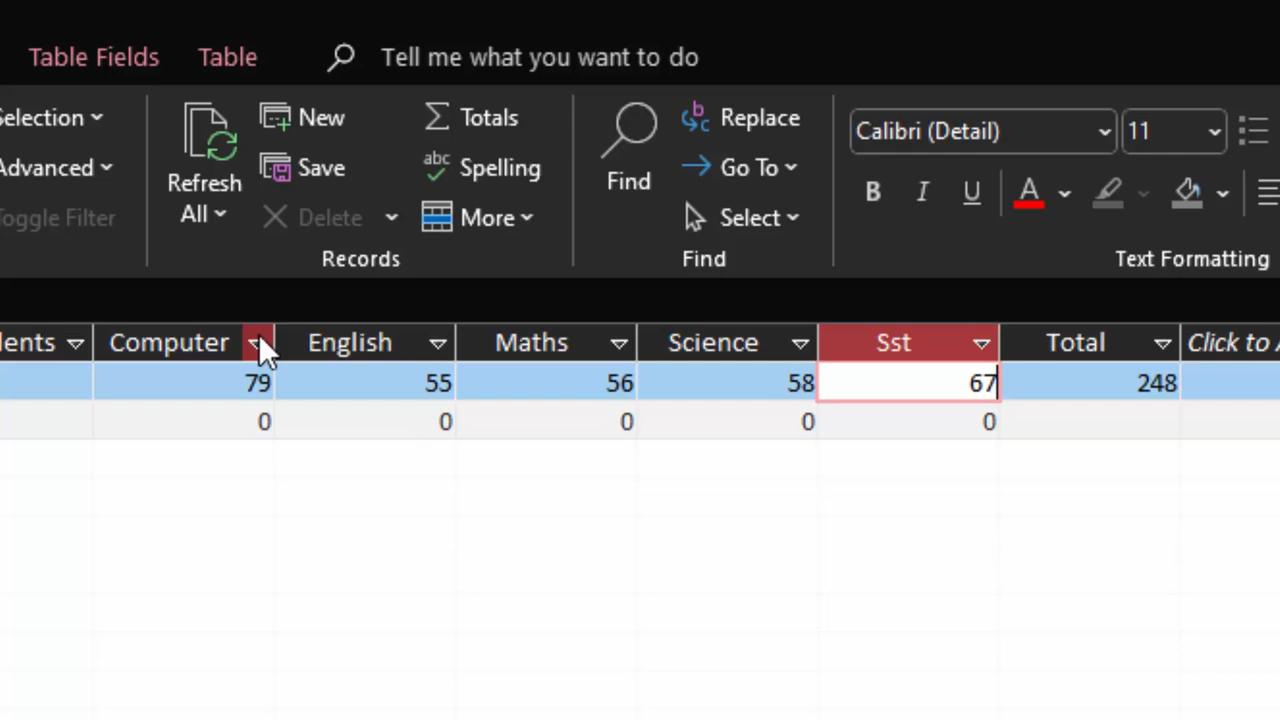 Table Fields Table Tell me what you want to do
Selection New Totals Replace Calibri (Detail) 11
Advanced Refresh All Save abc Spelling Find Go To B I U A
Toggle Filter Delete More Select
Records Find Text Formatting
Computer English Maths Science Sst Total Click to
79 55 56 58 67 248
0 0 0 0 0